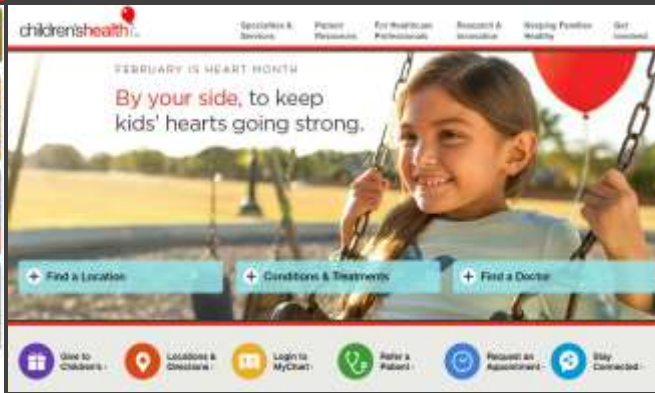 children'shealth
Specialties &
Services
Patient
Resources
For Healthcare
Professionals
Research &
Innovation
Keeping Families
Healthy
Get
Involved
FEBRUARY IS HEART MONTH
By your side, to keep
kids' hearts going strong.
+ Find a Location
+ Conditions & Treatments
+ Find a Doctor
Give to
Children's ›
Locations &
Directions ›
Login to
MyChart ›
Refer a
Patient ›
Request an
Appointment ›
Stay
Connected ›